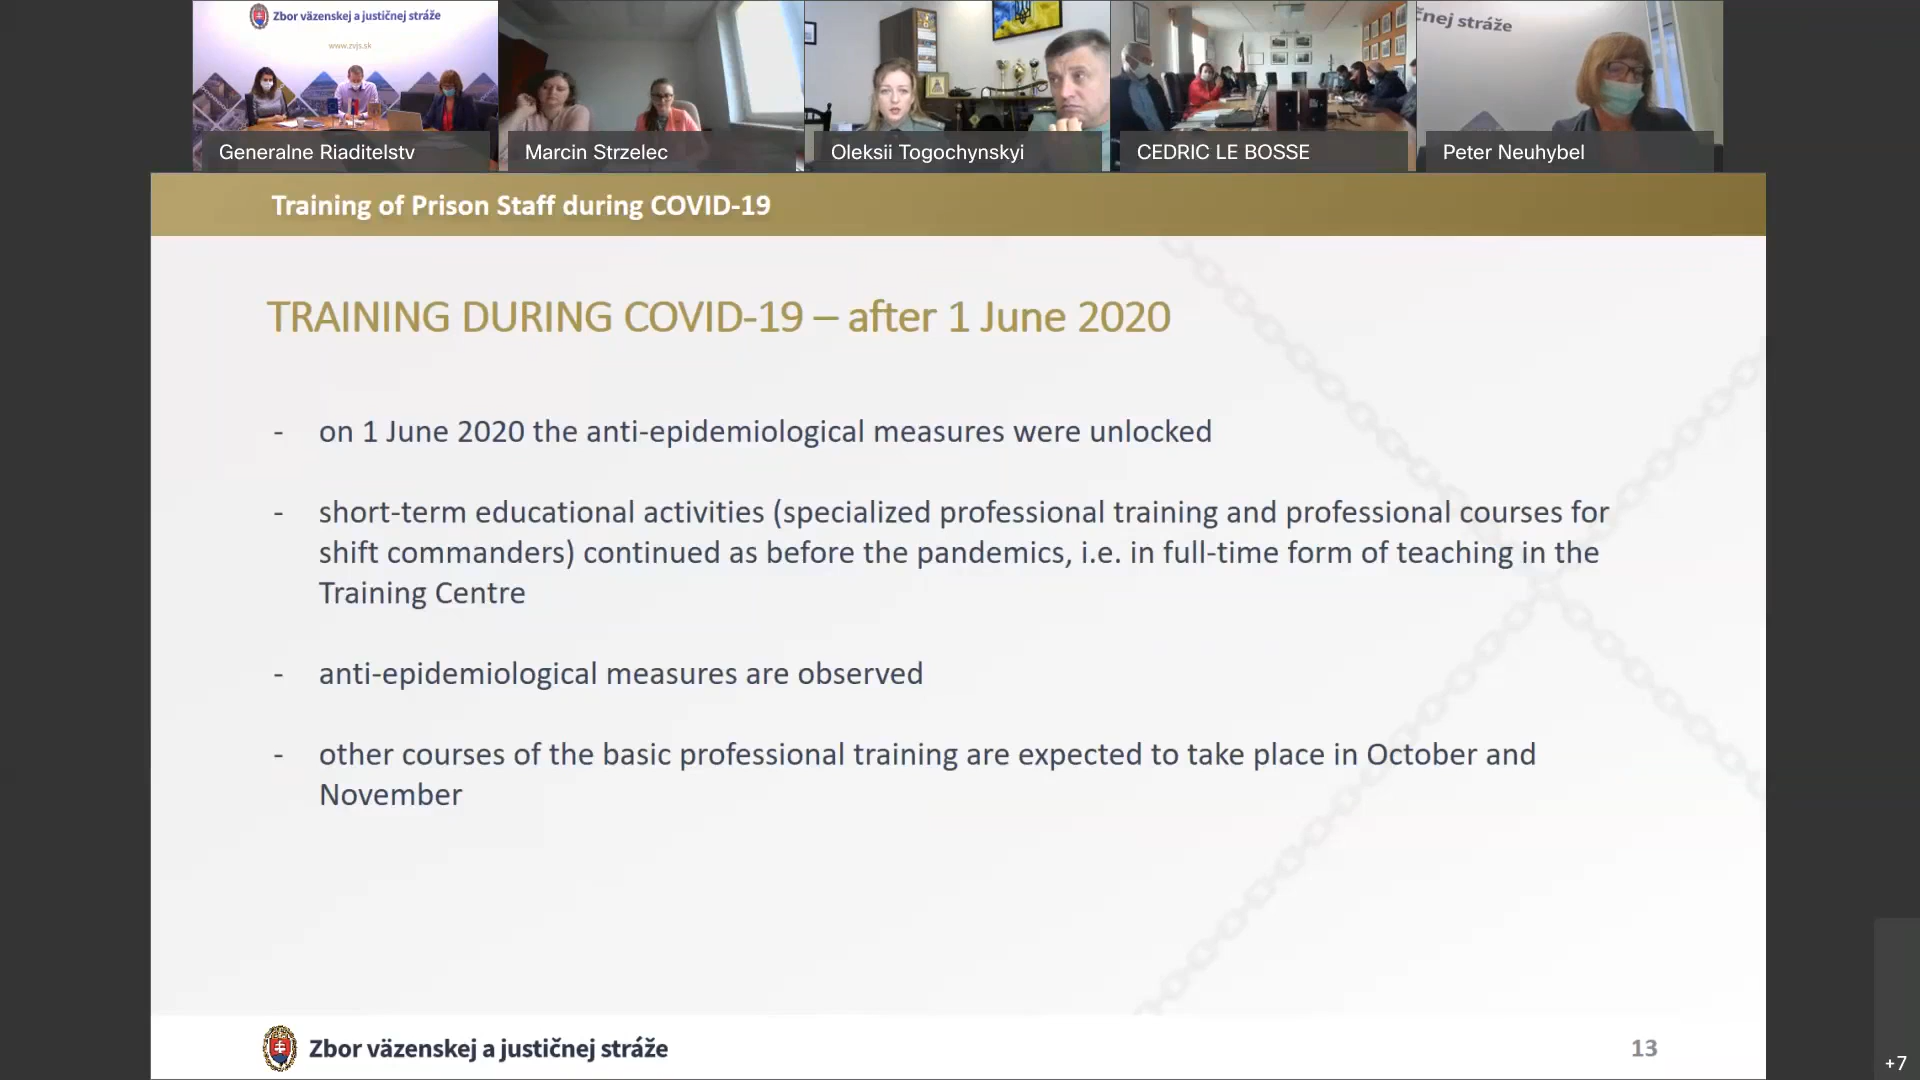 Zbor väzenskej a justičnej stráže
www.zvjs.sk
čnej stráže
Generalne Riaditelstv
Marcin Strzelec
Oleksii Togochynskyi
CEDRIC LE BOSSE
Peter Neuhybel
Training of Prison Staff during COVID-19
TRAINING DURING COVID-19 – after 1 June 2020
- on 1 June 2020 the anti-epidemiological measures were unlocked
- short-term educational activities (specialized professional training and professional courses for
shift commanders) continued as before the pandemics, i.e. in full-time form of teaching in the
Training Centre
- anti-epidemiological measures are observed
- other courses of the basic professional training are expected to take place in October and
November
Zbor väzenskej a justičnej stráže
13
+7